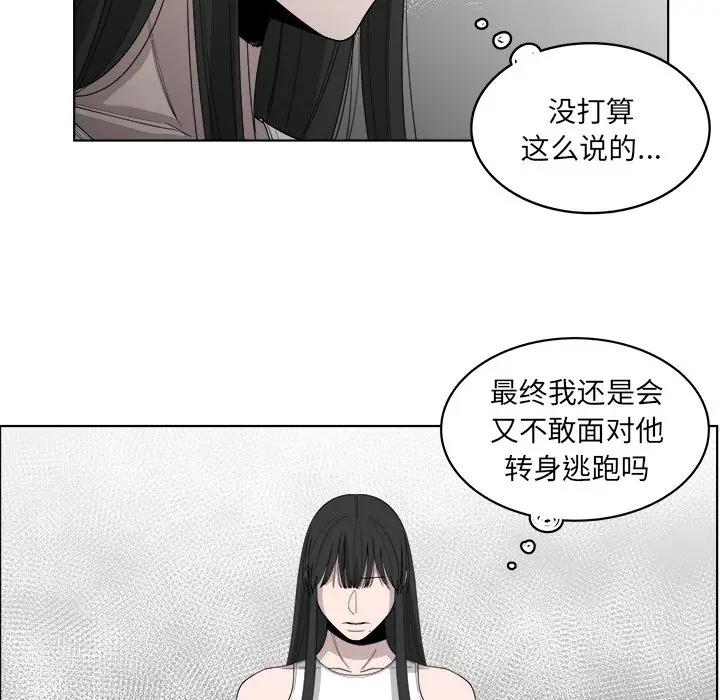 没打算
这么说的...
最终我还是会
又不敢面对他
转身逃跑吗